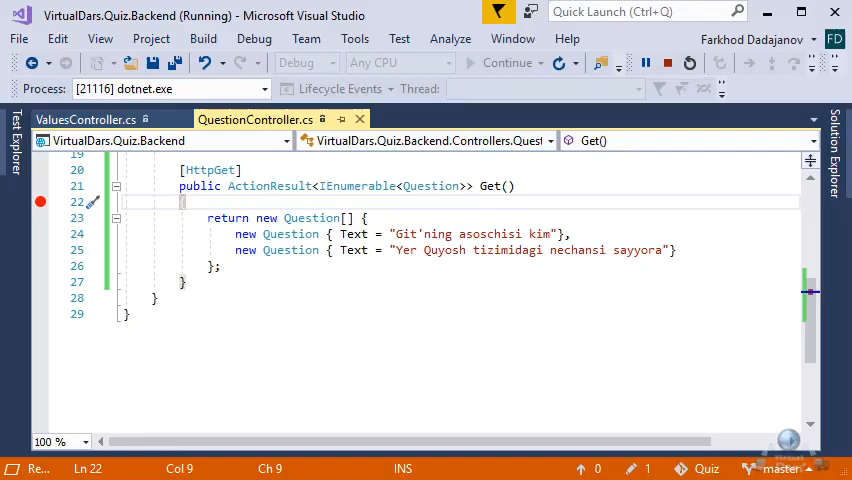 VirtualDars.Quiz.Backend (Running) - Microsoft Visual Studio
Quick Launch (Ctrl+Q)
File Edit View Project Build Debug Team Tools Test Analyze Window Help
Farkhod Dadajanov FD
Debug Any CPU Continue
Process: [21116] dotnet.exe Lifecycle Events Thread:
ValuesController.cs QuestionController.cs
VirtualDars.Quiz.Backend VirtualDars.Quiz.Backend.Controllers.Quest Get()
Test Explorer
Solution Explorer
19
20 [HttpGet]
21 public ActionResult<IEnumerable<Question>> Get()
22 {
23 return new Question[] {
24 new Question { Text = "Git'ning asoschisi kim"},
25 new Question { Text = "Yer Quyosh tizimidagi nechansi sayyora"}
26 };
27 }
28 }
29 }
100 %
Re... Ln 22 Col 9 Ch 9 INS 0 1 Quiz master